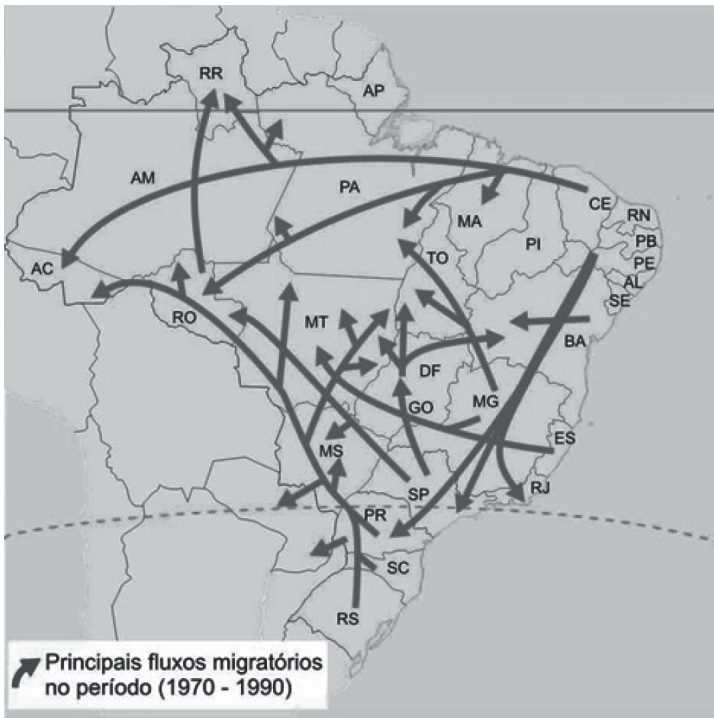 RR
AP
AM
PA
CE
MA
RN
PI
PB
PE
AC
TO
AL
SE
RO
MT
BA
DF
GO
MG
ES
MS
SP
RJ
PR
SC
RS
Principais fluxos migratórios
no período (1970 - 1990)